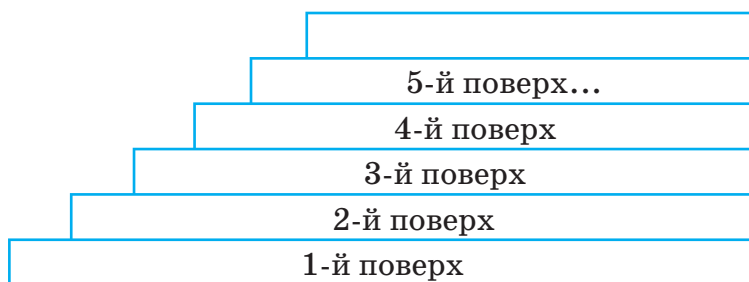 5-й поверх...
4-й поверх
3-й поверх
2-й поверх
1-й поверх